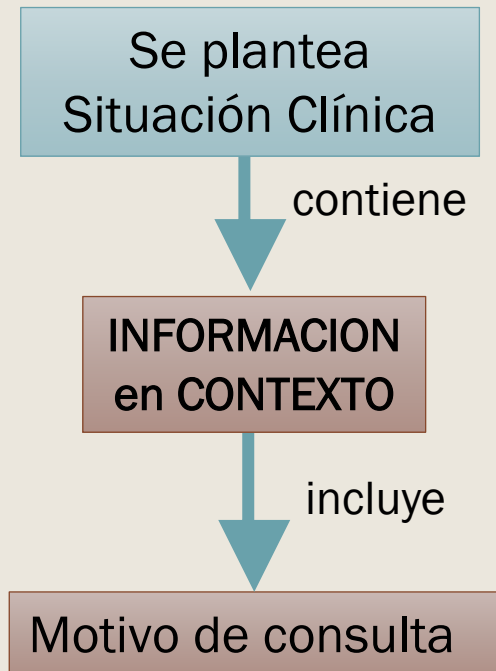 Se plantea
Situación Clínica
contiene
INFORMACION
en CONTEXTO
incluye
Motivo de consulta